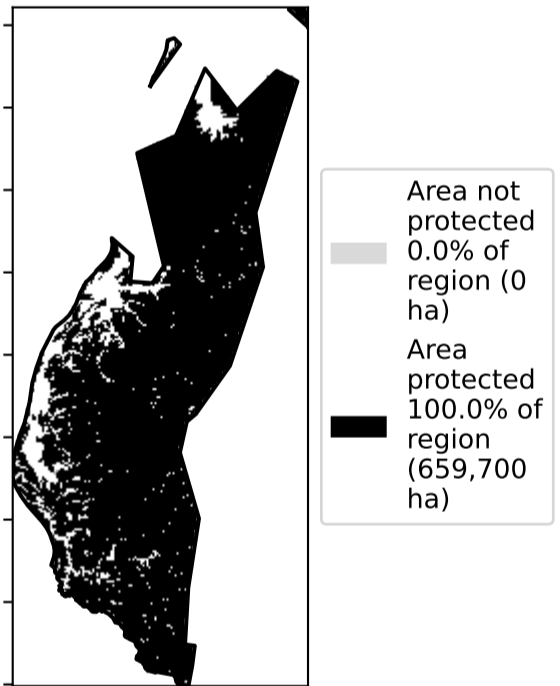 Area not
protected
0.0% of
region (0
ha)
Area
protected
100.0% of
region
(659,700
ha)